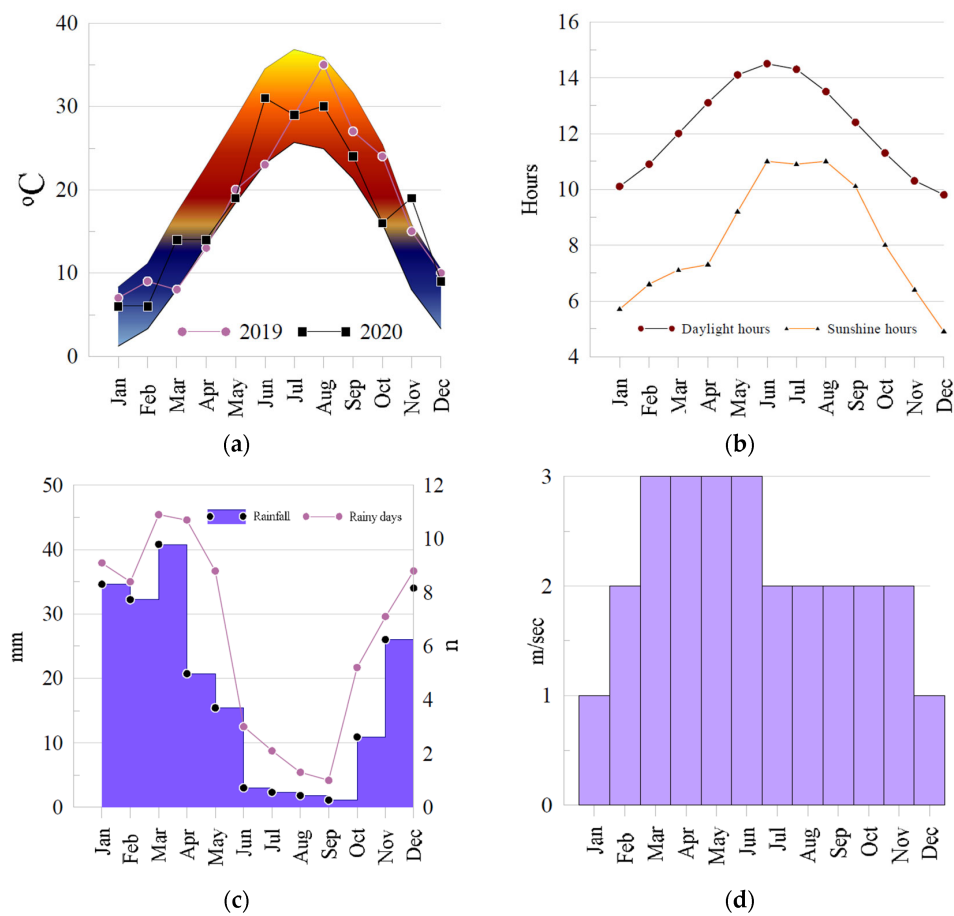 40
30
20
10
0
ºC
2019
2020
Jan
Feb
Mar
Apr
May
Jun
Jul
Aug
Sep
Oct
Nov
Dec
(a)
16
14
12
10
8
6
4
Hours
Daylight hours
Sunshine hours
Jan
Feb
Mar
Apr
May
Jun
Jul
Aug
Sep
Oct
Nov
Dec
(b)
50
40
30
20
10
0
mm
Rainfall
Rainy days
12
10
8
6
4
2
0
n
Jan
Feb
Mar
Apr
May
Jun
Jul
Aug
Sep
Oct
Nov
Dec
(c)
3
2
1
0
m/sec
Jan
Feb
Mar
Apr
May
Jun
Jul
Aug
Sep
Oct
Nov
Dec
(d)